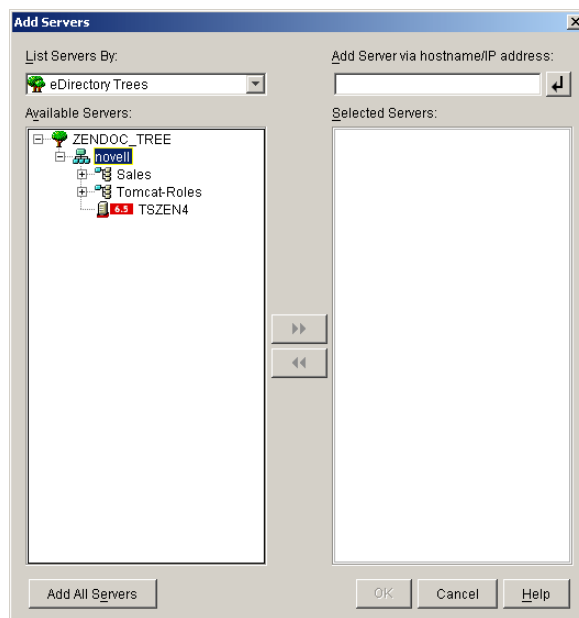 Add Servers
List Servers By:
eDirectory Trees
Add Server via hostname/IP address:
Available Servers:
Selected Servers:
ZENDOC_TREE
novell
Sales
Tomcat-Roles
6.5 TSZEN4
Add All Servers
OK
Cancel
Help